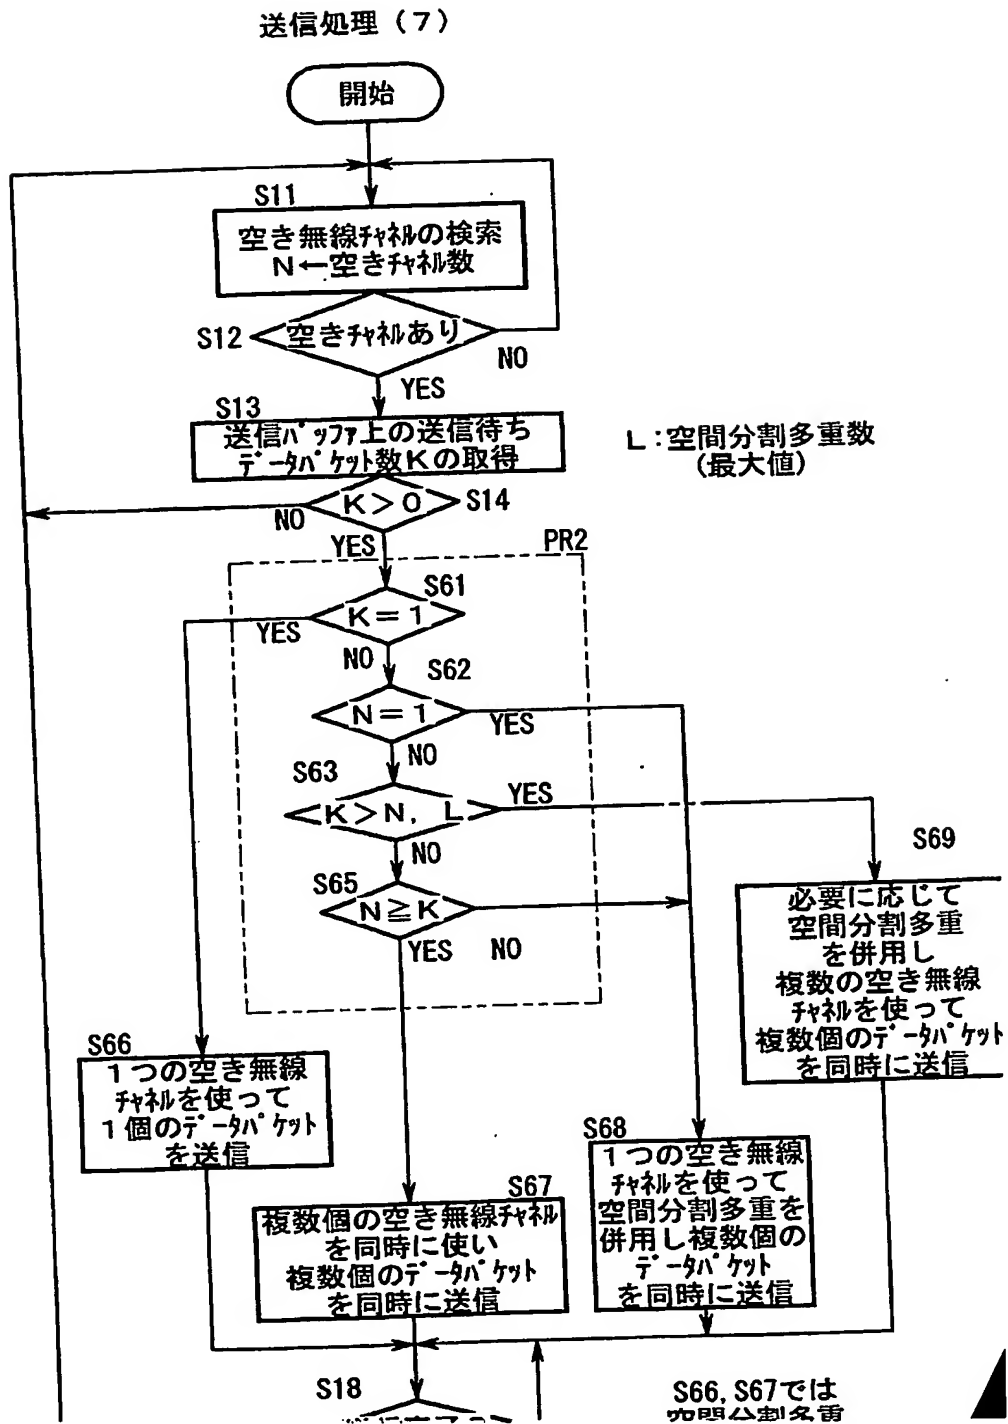 送信処理（7）
開始
S11
空き無線ﾁｬﾈﾙの検索
N←空きﾁｬﾈﾙ数
S12
空きﾁｬﾈﾙあり
NO
YES
S13
送信ﾊﾞｯﾌｧ上の送信待ち
ﾃﾞｰﾀﾊﾟｹｯﾄ数Kの取得
L：空間分割多重数
（最大値）
K＞0
S14
NO
YES
PR2
S61
K＝1
YES
NO
S62
N＝1
YES
NO
S63
K＞N, L
YES
NO
S65
N≧K
YES
NO
S69
必要に応じて
空間分割多重
を併用し
複数の空き無線
ﾁｬﾈﾙを使って
複数個のﾃﾞｰﾀﾊﾟｹｯﾄ
を同時に送信
S66
1つの空き無線
ﾁｬﾈﾙを使って
1個のﾃﾞｰﾀﾊﾟｹｯﾄ
を送信
S68
1つの空き無線
ﾁｬﾈﾙを使って
空間分割多重を
併用し複数個の
ﾃﾞｰﾀﾊﾟｹｯﾄ
を同時に送信
S67
複数個の空き無線ﾁｬﾈﾙ
を同時に使い
複数個のﾃﾞｰﾀﾊﾟｹｯﾄ
を同時に送信
S18
S66, S67では
空間分割多重